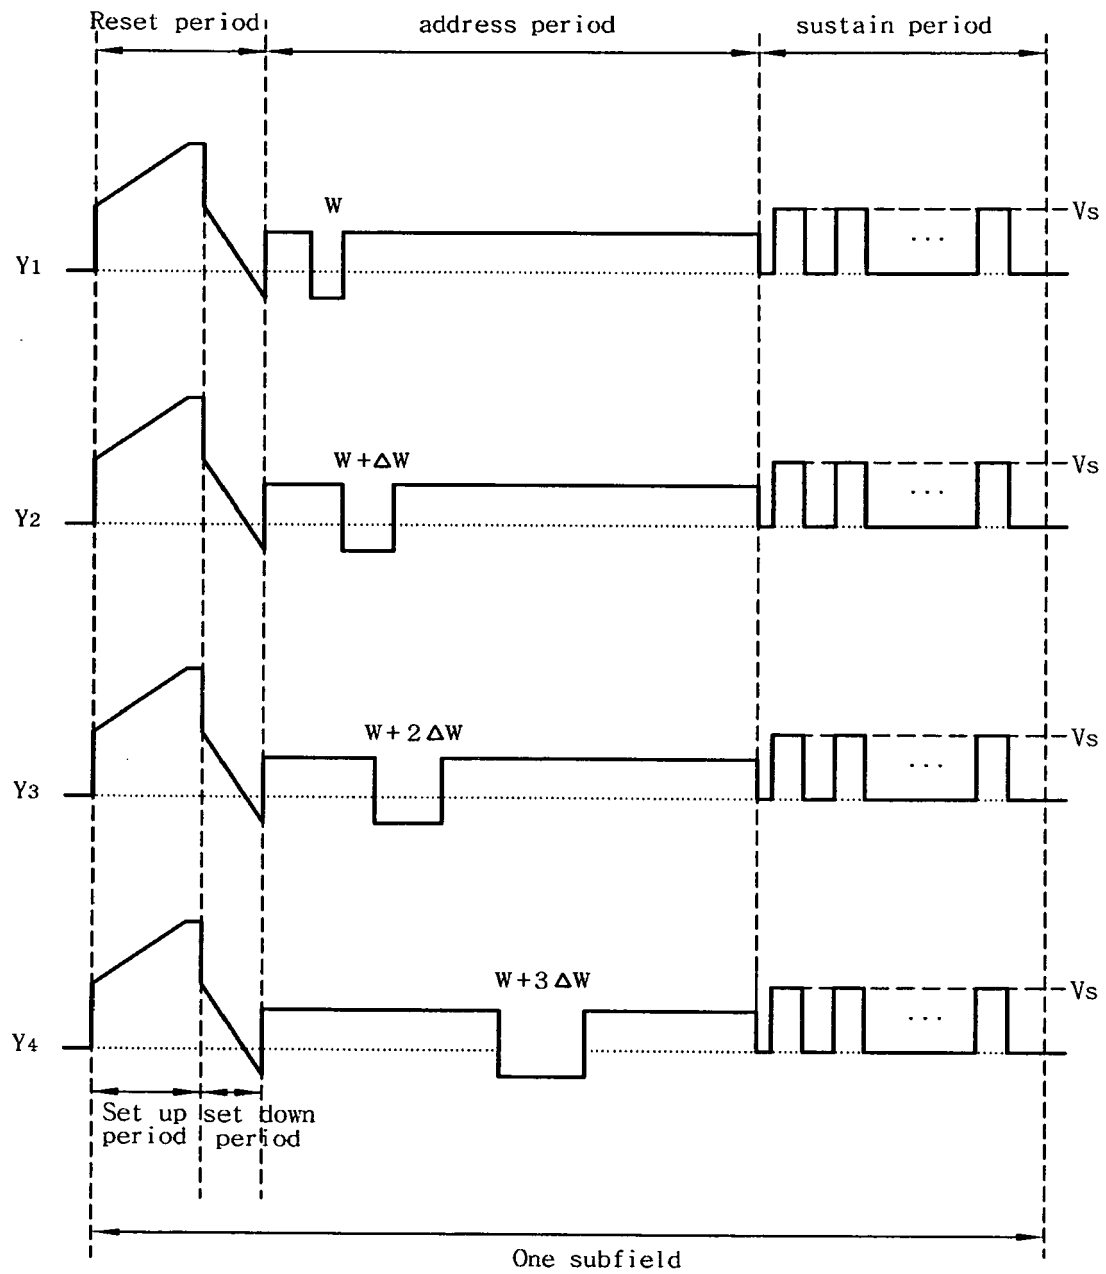 Reset period
address period
sustain period
W
Vs
Y1
...
W+ΔW
Vs
Y2
...
W+2ΔW
Vs
Y3
...
W+3ΔW
Vs
Y4
...
Set up period
set down period
One subfield